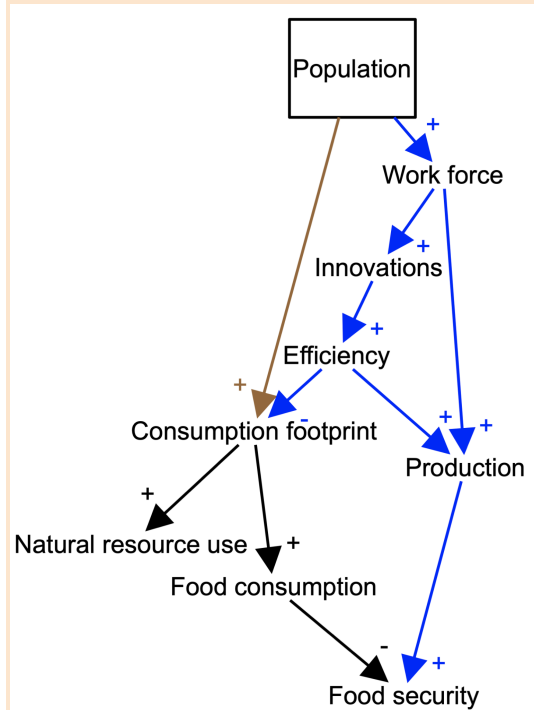 Population
+
Work force
+
Innovations
+
Efficiency
+
-
Consumption footprint
+
+
Production
+
Natural resource use
+
Food consumption
-
+
Food security